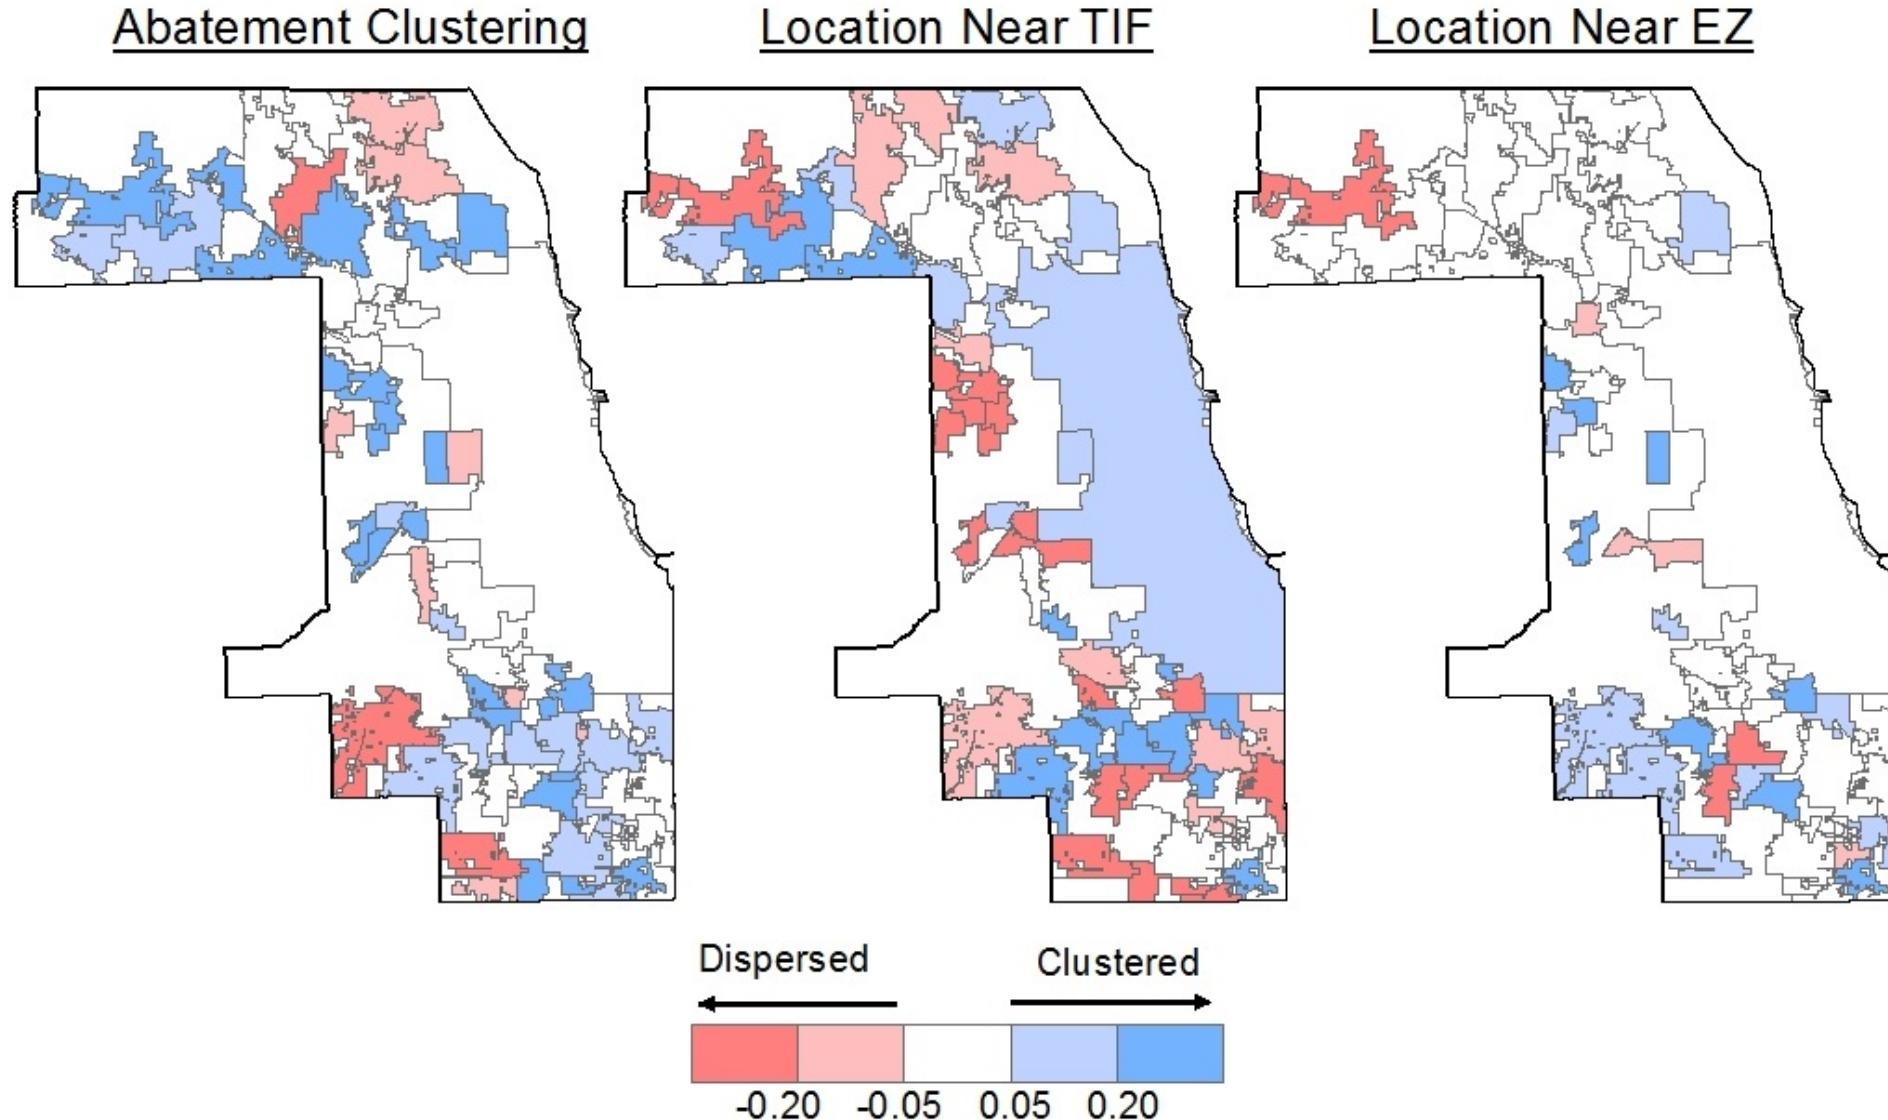 Abatement Clustering
Location Near TIF
Location Near EZ
Dispersed
Clustered
-0.20 -0.05 0.05 0.20